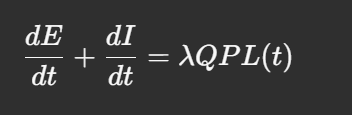 dE/dt + dI/dt = λQPL(t)